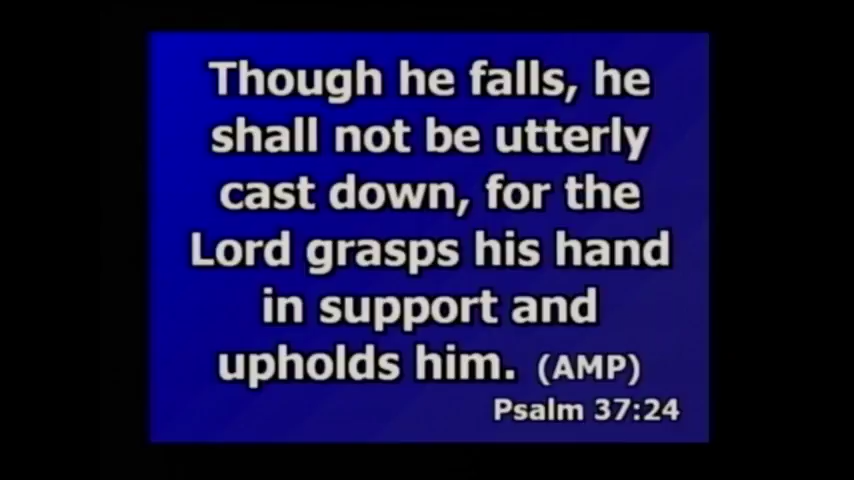 Though he falls, he
shall not be utterly
cast down, for the
Lord grasps his hand
in support and
upholds him. (AMP)
Psalm 37:24